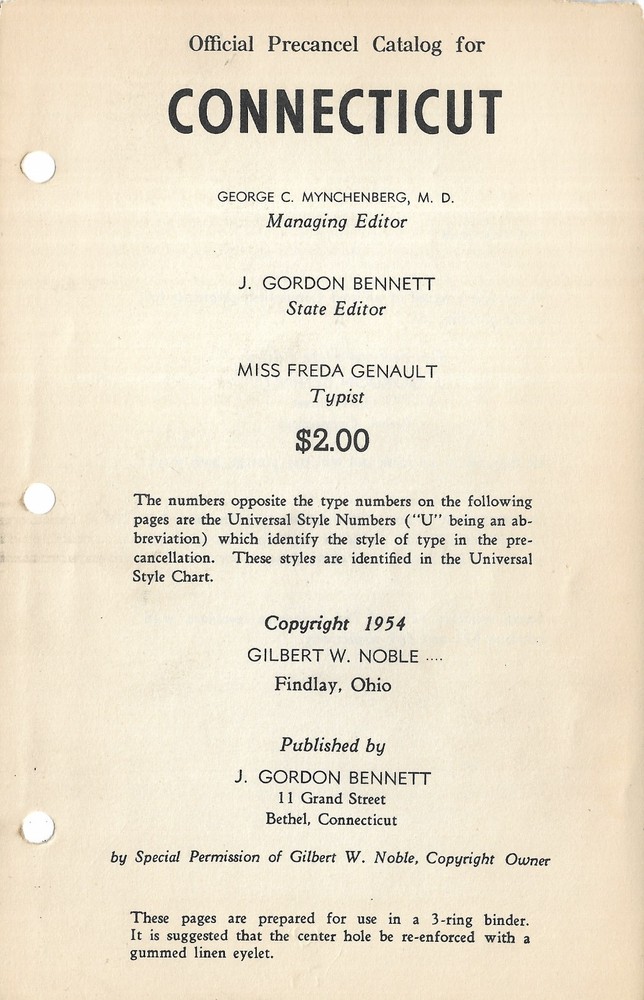 Official Precancel Catalog for
CONNECTICUT
GEORGE C. MYNCHENBERG, M. D.
Managing Editor
J. GORDON BENNETT
State Editor
MISS FREDA GENAULT
Typist
$2.00
The numbers opposite the type numbers on the following
pages are the Universal Style Numbers ("U" being an ab-
breviation) which identify the style of type in the pre-
cancellation. These styles are identified in the Universal
Style Chart.
Copyright 1954
GILBERT W. NOBLE ....
Findlay, Ohio
Published by
J. GORDON BENNETT
11 Grand Street
Bethel, Connecticut
by Special Permission of Gilbert W. Noble, Copyright Owner
These pages are prepared for use in a 3-ring binder.
It is suggested that the center hole be re-enforced with a
gummed linen eyelet.